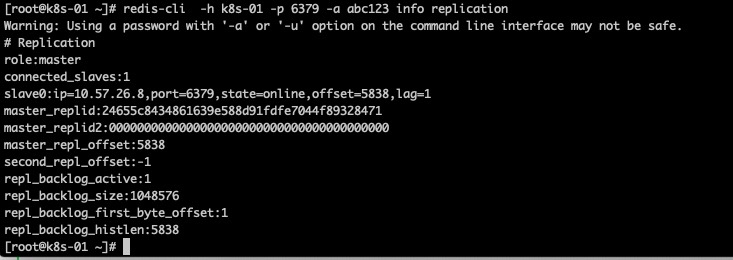 [root@k8s-01 ~]# redis-cli  -h k8s-01 -p 6379 -a abc123 info replication
Warning: Using a password with '-a' or '-u' option on the command line interface may not be safe.
# Replication
role:master
connected_slaves:1
slave0:ip=10.57.26.8,port=6379,state=online,offset=5838,lag=1
master_replid:24655c8434861639e588d91fdfe7044f89328471
master_replid2:0000000000000000000000000000000000000000
master_repl_offset:5838
second_repl_offset:-1
repl_backlog_active:1
repl_backlog_size:1048576
repl_backlog_first_byte_offset:1
repl_backlog_histlen:5838
[root@k8s-01 ~]#